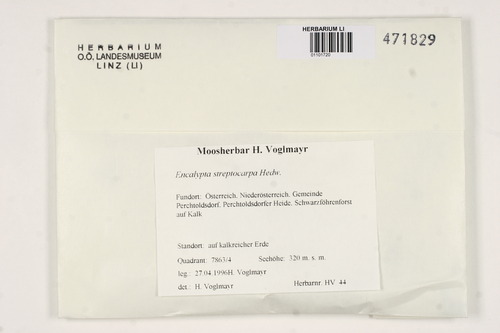 HERBARIUM
O.Ö. LANDESMUSEUM
LINZ (LI)
HERBARIUM LI
01101720
471829
Moosherbar H. Voglmayr
Encalypta streptocarpa Hedw.
Fundort: Österreich. Niederösterreich. Gemeinde
Perchtoldsdorf. Perchtoldsdorfer Heide. Schwarzföhrenforst
auf Kalk
Standort: auf kalkreicher Erde
Quadrant: 7863/4 Seehöhe: 320 m. s. m.
leg.: 27.04.1996H. Voglmayr
det.: H. Voglmayr Herbarnr. HV 44